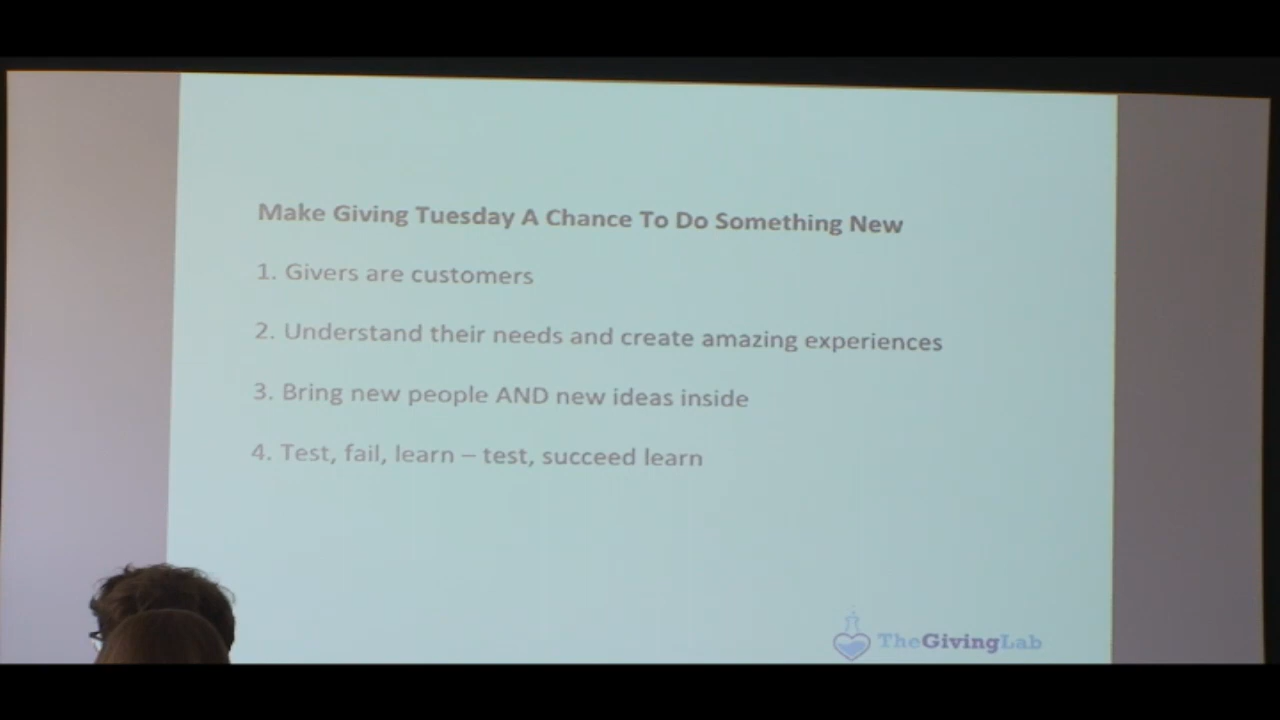 Make Giving Tuesday A Chance To Do Something New
1. Givers are customers
2. Understand their needs and create amazing experiences
3. Bring new people AND new ideas inside
4. Test, fail, learn – test, succeed learn
TheGivingLab